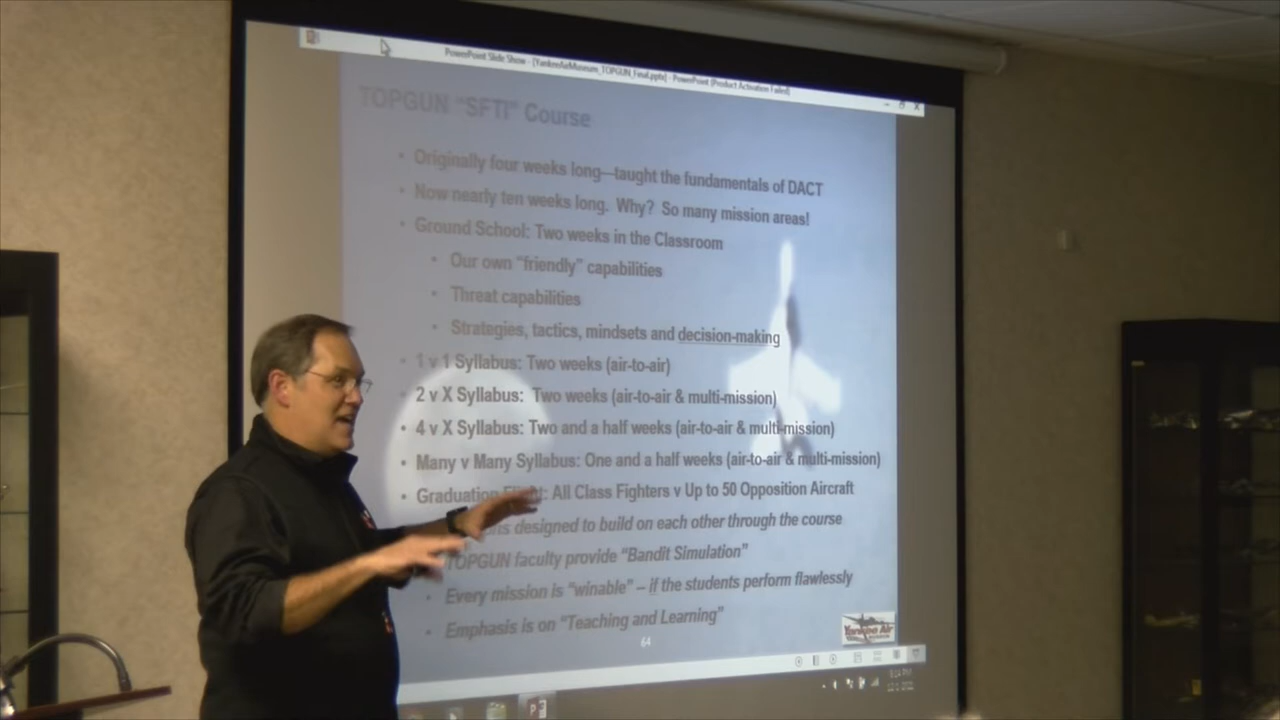 PowerPoint Slide Show - [YankeeAirMuseum_TOPGUN_Final.pptx] - PowerPoint (Product Activation Failed)
TOPGUN "SFTI" Course
• Originally four weeks long—taught the fundamentals of DACT
• Now nearly ten weeks long. Why? So many mission areas!
• Ground School: Two weeks in the Classroom
• Our own "friendly" capabilities
• Threat capabilities
• Strategies, tactics, mindsets and decision-making
• 1 v 1 Syllabus: Two weeks (air-to-air)
• 2 v X Syllabus: Two weeks (air-to-air & multi-mission)
• 4 v X Syllabus: Two and a half weeks (air-to-air & multi-mission)
• Many v Many Syllabus: One and a half weeks (air-to-air & multi-mission)
• Graduation Flight: All Class Fighters v Up to 50 Opposition Aircraft
designed to build on each other through the course
TOPGUN faculty provide "Bandit Simulation"
• Every mission is "winable" – if the students perform flawlessly
• Emphasis is on "Teaching and Learning"
64
Yankee Air